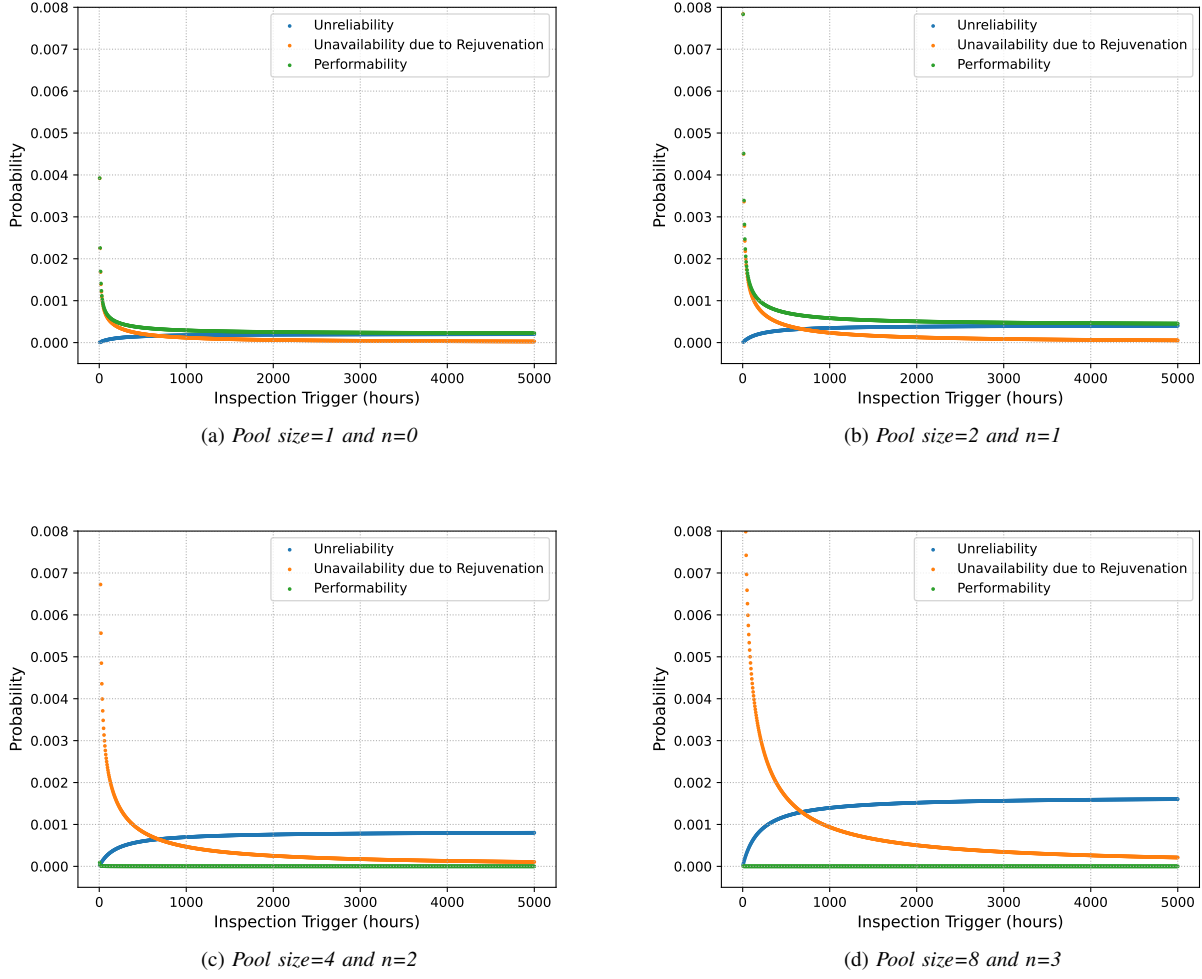 0.008
0.007
0.006
0.005
0.004
0.003
0.002
0.001
0.000
Probability
Unreliability
Unavailability due to Rejuvenation
Performability
0 1000 2000 3000 4000 5000
Inspection Trigger (hours)
(a) Pool size=1 and n=0
0.008
0.007
0.006
0.005
0.004
0.003
0.002
0.001
0.000
Probability
Unreliability
Unavailability due to Rejuvenation
Performability
0 1000 2000 3000 4000 5000
Inspection Trigger (hours)
(b) Pool size=2 and n=1
0.008
0.007
0.006
0.005
0.004
0.003
0.002
0.001
0.000
Probability
Unreliability
Unavailability due to Rejuvenation
Performability
0 1000 2000 3000 4000 5000
Inspection Trigger (hours)
(c) Pool size=4 and n=2
0.008
0.007
0.006
0.005
0.004
0.003
0.002
0.001
0.000
Probability
Unreliability
Unavailability due to Rejuvenation
Performability
0 1000 2000 3000 4000 5000
Inspection Trigger (hours)
(d) Pool size=8 and n=3